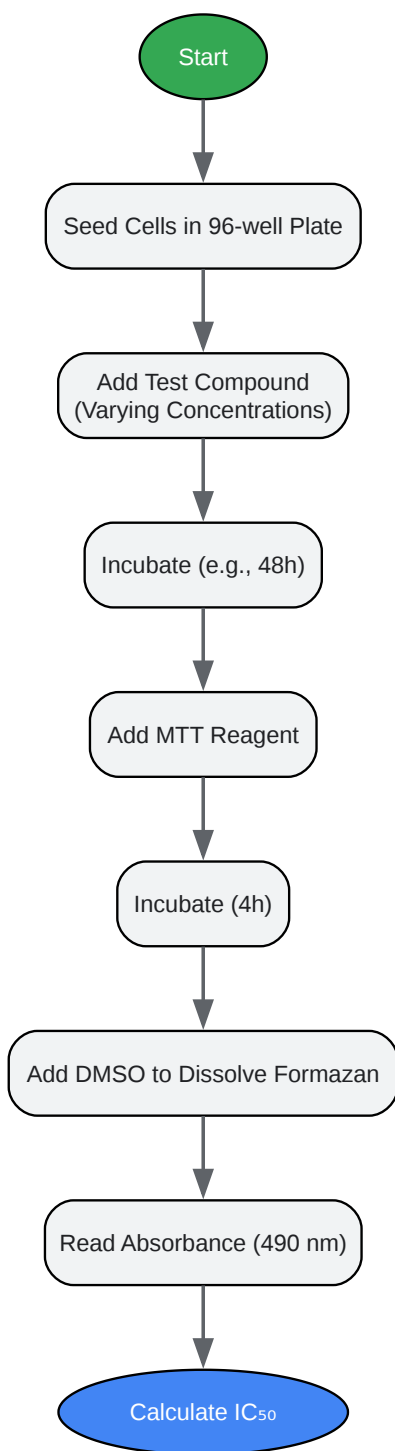 Start
Seed Cells in 96-well Plate
Add Test Compound
(Varying Concentrations)
Incubate (e.g., 48h)
Add MTT Reagent
Incubate (4h)
Add DMSO to Dissolve Formazan
Read Absorbance (490 nm)
Calculate IC₅₀